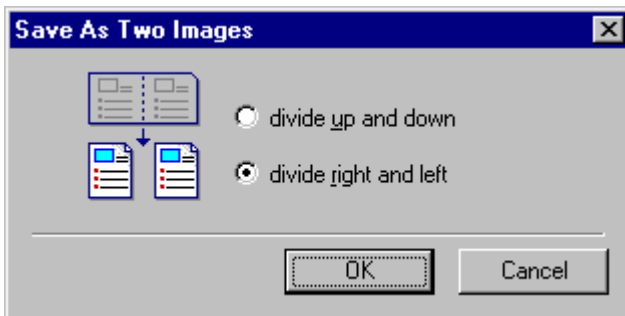 Save As Two Images
divide up and down
divide right and left
OK
Cancel